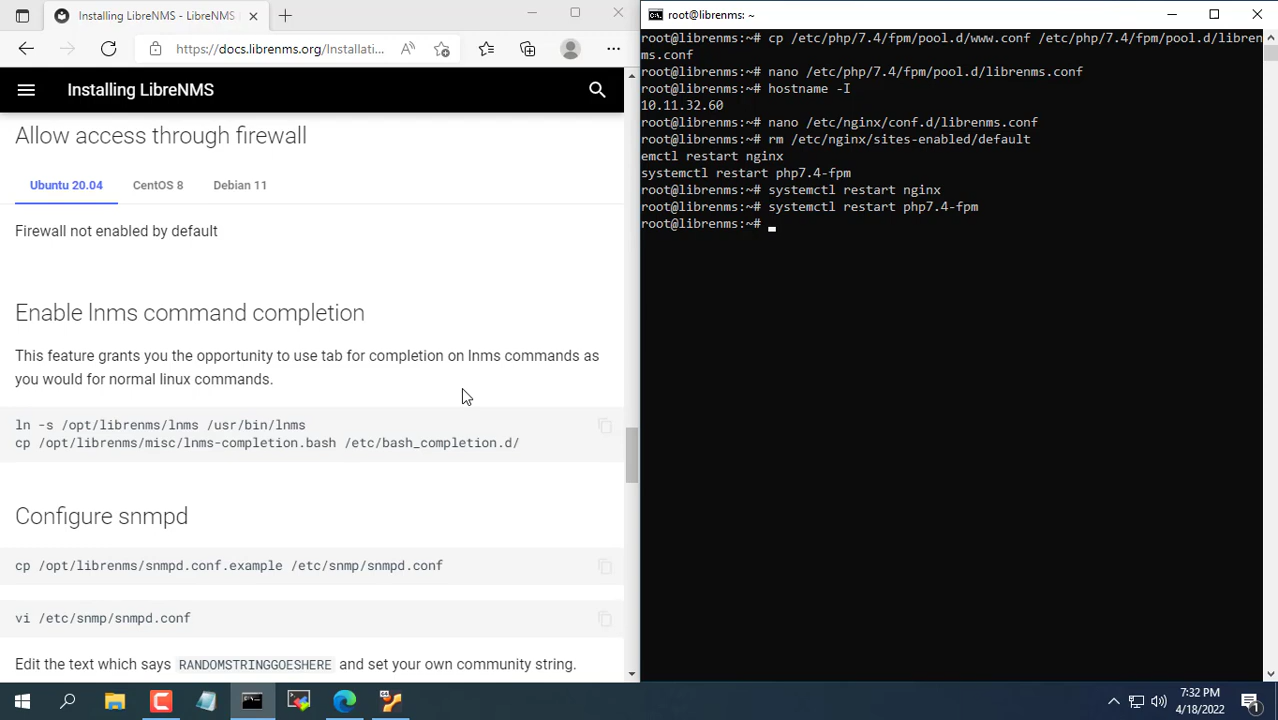 Installing LibreNMS - LibreNMS
https://docs.librenms.org/Installati...
Installing LibreNMS
Allow access through firewall
Ubuntu 20.04
CentOS 8
Debian 11
Firewall not enabled by default
Enable lnms command completion
This feature grants you the opportunity to use tab for completion on lnms commands as
you would for normal linux commands.
ln -s /opt/librenms/lnms /usr/bin/lnms
cp /opt/librenms/misc/lnms-completion.bash /etc/bash_completion.d/
Configure snmpd
cp /opt/librenms/snmpd.conf.example /etc/snmp/snmpd.conf
vi /etc/snmp/snmpd.conf
Edit the text which says RANDOMSTRINGGOESHERE and set your own community string.
root@librenms: ~
root@librenms:~# cp /etc/php/7.4/fpm/pool.d/www.conf /etc/php/7.4/fpm/pool.d/libren
ms.conf
root@librenms:~# nano /etc/php/7.4/fpm/pool.d/librenms.conf
root@librenms:~# hostname -I
10.11.32.60
root@librenms:~# nano /etc/nginx/conf.d/librenms.conf
root@librenms:~# rm /etc/nginx/sites-enabled/default
emctl restart nginx
systemctl restart php7.4-fpm
root@librenms:~# systemctl restart nginx
root@librenms:~# systemctl restart php7.4-fpm
root@librenms:~#
7:32 PM
4/18/2022
1